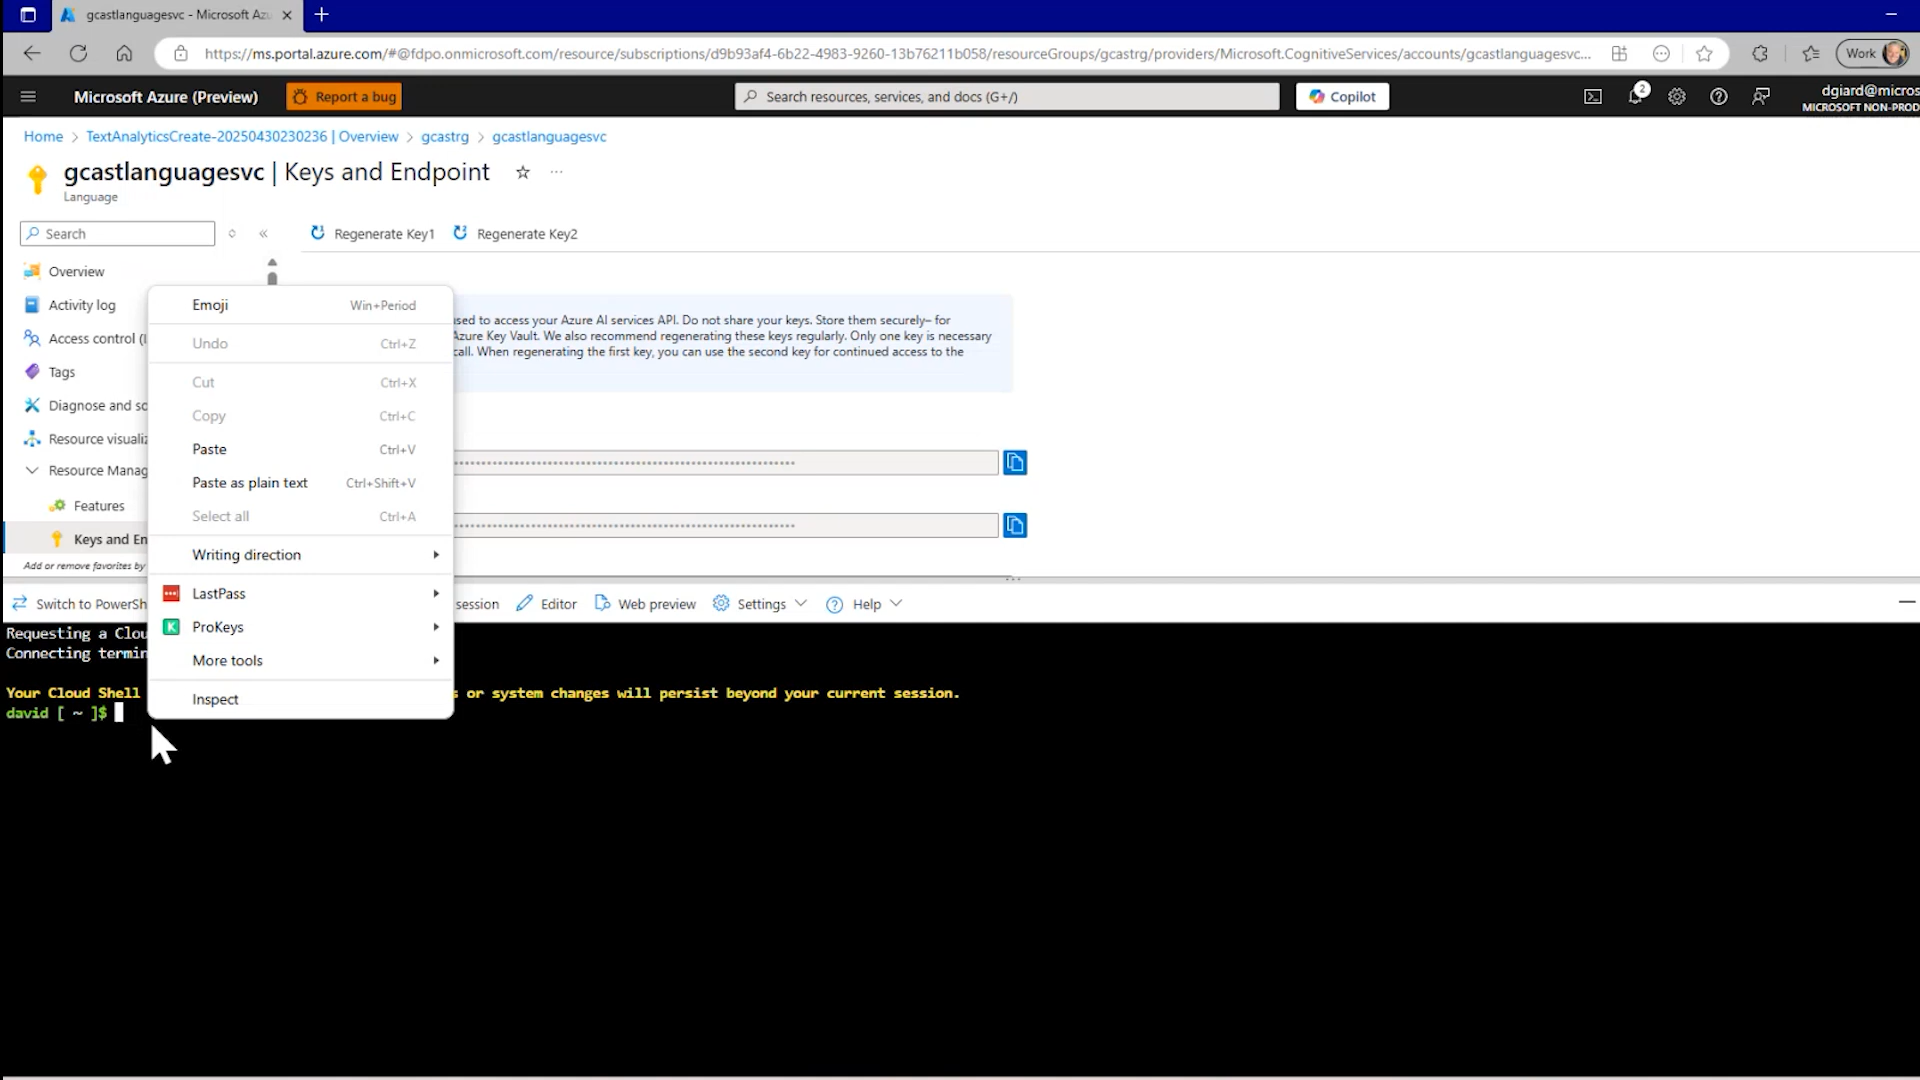 gcastlanguagesvc - Microsoft Azu
https://ms.portal.azure.com/#@fdpo.onmicrosoft.com/resource/subscriptions/d9b93af4-6b22-4983-9260-13b76211b058/resourceGroups/gcastrg/providers/Microsoft.CognitiveServices/accounts/gcastlanguagesvc...
Work
Microsoft Azure (Preview)
Report a bug
Search resources, services, and docs (G+/)
Copilot
2
dgiard@micros
MICROSOFT NON-PROD
Home > TextAnalyticsCreate-20250430230236 | Overview > gcastrg > gcastlanguagesvc
gcastlanguagesvc | Keys and Endpoint
Language
Search
Regenerate Key1
Regenerate Key2
Overview
Activity log
Access control (I
Tags
Diagnose and so
Resource visualiz
Resource Manag
Features
Keys and En
Add or remove favorites by
Emoji Win+Period
Undo Ctrl+Z
Cut Ctrl+X
Copy Ctrl+C
Paste Ctrl+V
Paste as plain text Ctrl+Shift+V
Select all Ctrl+A
Writing direction
LastPass
ProKeys
More tools
Inspect
sed to access your Azure AI services API. Do not share your keys. Store them securely– for
Azure Key Vault. We also recommend regenerating these keys regularly. Only one key is necessary
call. When regenerating the first key, you can use the second key for continued access to the
Switch to PowerSh
session
Editor
Web preview
Settings
Help
Requesting a Clou
Connecting termin
Your Cloud Shell s or system changes will persist beyond your current session.
david [ ~ ]$